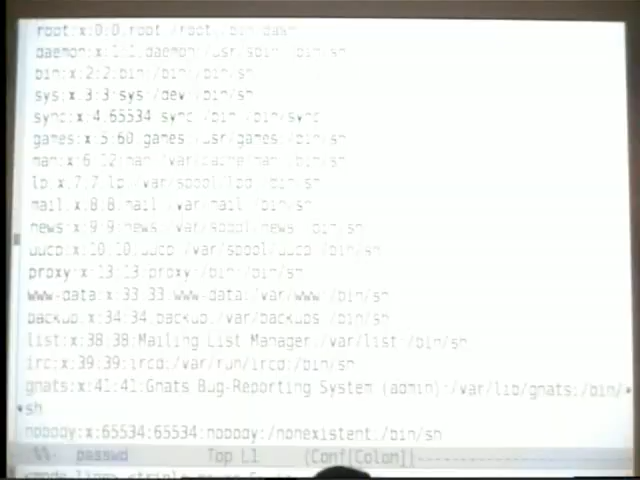 root:x:0:0:root:/root:/bin/bash
daemon:x:1:1:daemon:/usr/sbin:/bin/sh
bin:x:2:2:bin:/bin:/bin/sh
sys:x:3:3:sys:/dev:/bin/sh
sync:x:4:65534:sync:/bin:/bin/sync
games:x:5:60:games:/usr/games:/bin/sh
man:x:6:12:man:/var/cache/man:/bin/sh
lp:x:7:7:lp:/var/spool/lpd:/bin/sh
mail:x:8:8:mail:/var/mail:/bin/sh
news:x:9:9:news:/var/spool/news:/bin/sh
uucp:x:10:10:uucp:/var/spool/uucp:/bin/sh
proxy:x:13:13:proxy:/bin:/bin/sh
www-data:x:33:33:www-data:/var/www:/bin/sh
backup:x:34:34:backup:/var/backups:/bin/sh
list:x:38:38:Mailing List Manager:/var/list:/bin/sh
irc:x:39:39:ircd:/var/run/ircd:/bin/sh
gnats:x:41:41:Gnats Bug-Reporting System (admin):/var/lib/gnats:/bin/
sh
nobody:x:65534:65534:nobody:/nonexistent:/bin/sh
%%- passwd Top L1 (Conf[Colon])